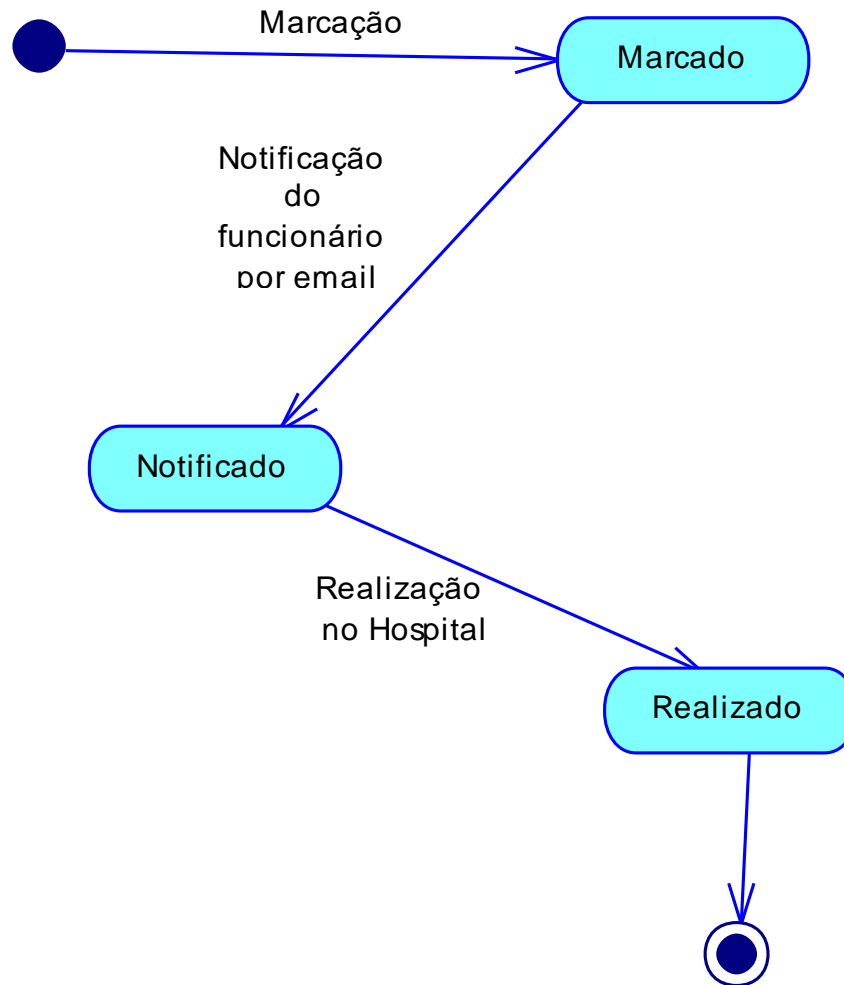 Marcação
Marcado
Notificação
do
funcionário
por email
Notificado
Realização
no Hospital
Realizado